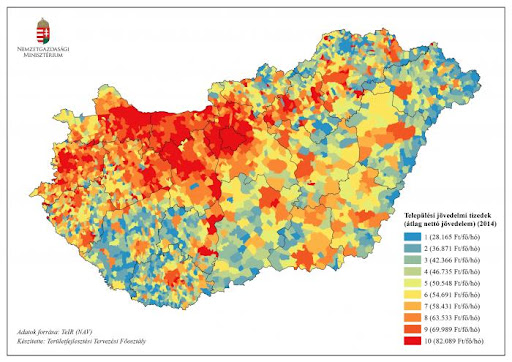 NEMZETGAZDASÁGI
MINISZTÉRIUM
Települési jövedelmi tizedek
(átlag nettó jövedelem) (2014)
1 (28.165 Ft/fő/hó)
2 (36.871 Ft/fő/hó)
3 (42.366 Ft/fő/hó)
4 (46.735 Ft/fő/hó)
5 (50.548 Ft/fő/hó)
6 (54.691 Ft/fő/hó)
7 (58.431 Ft/fő/hó)
8 (63.533 Ft/fő/hó)
9 (69.989 Ft/fő/hó)
10 (82.089 Ft/fő/hó)
Adatok forrása: TeIR (NAV)
Készítette: Területfejlesztési Tervezési Főosztály